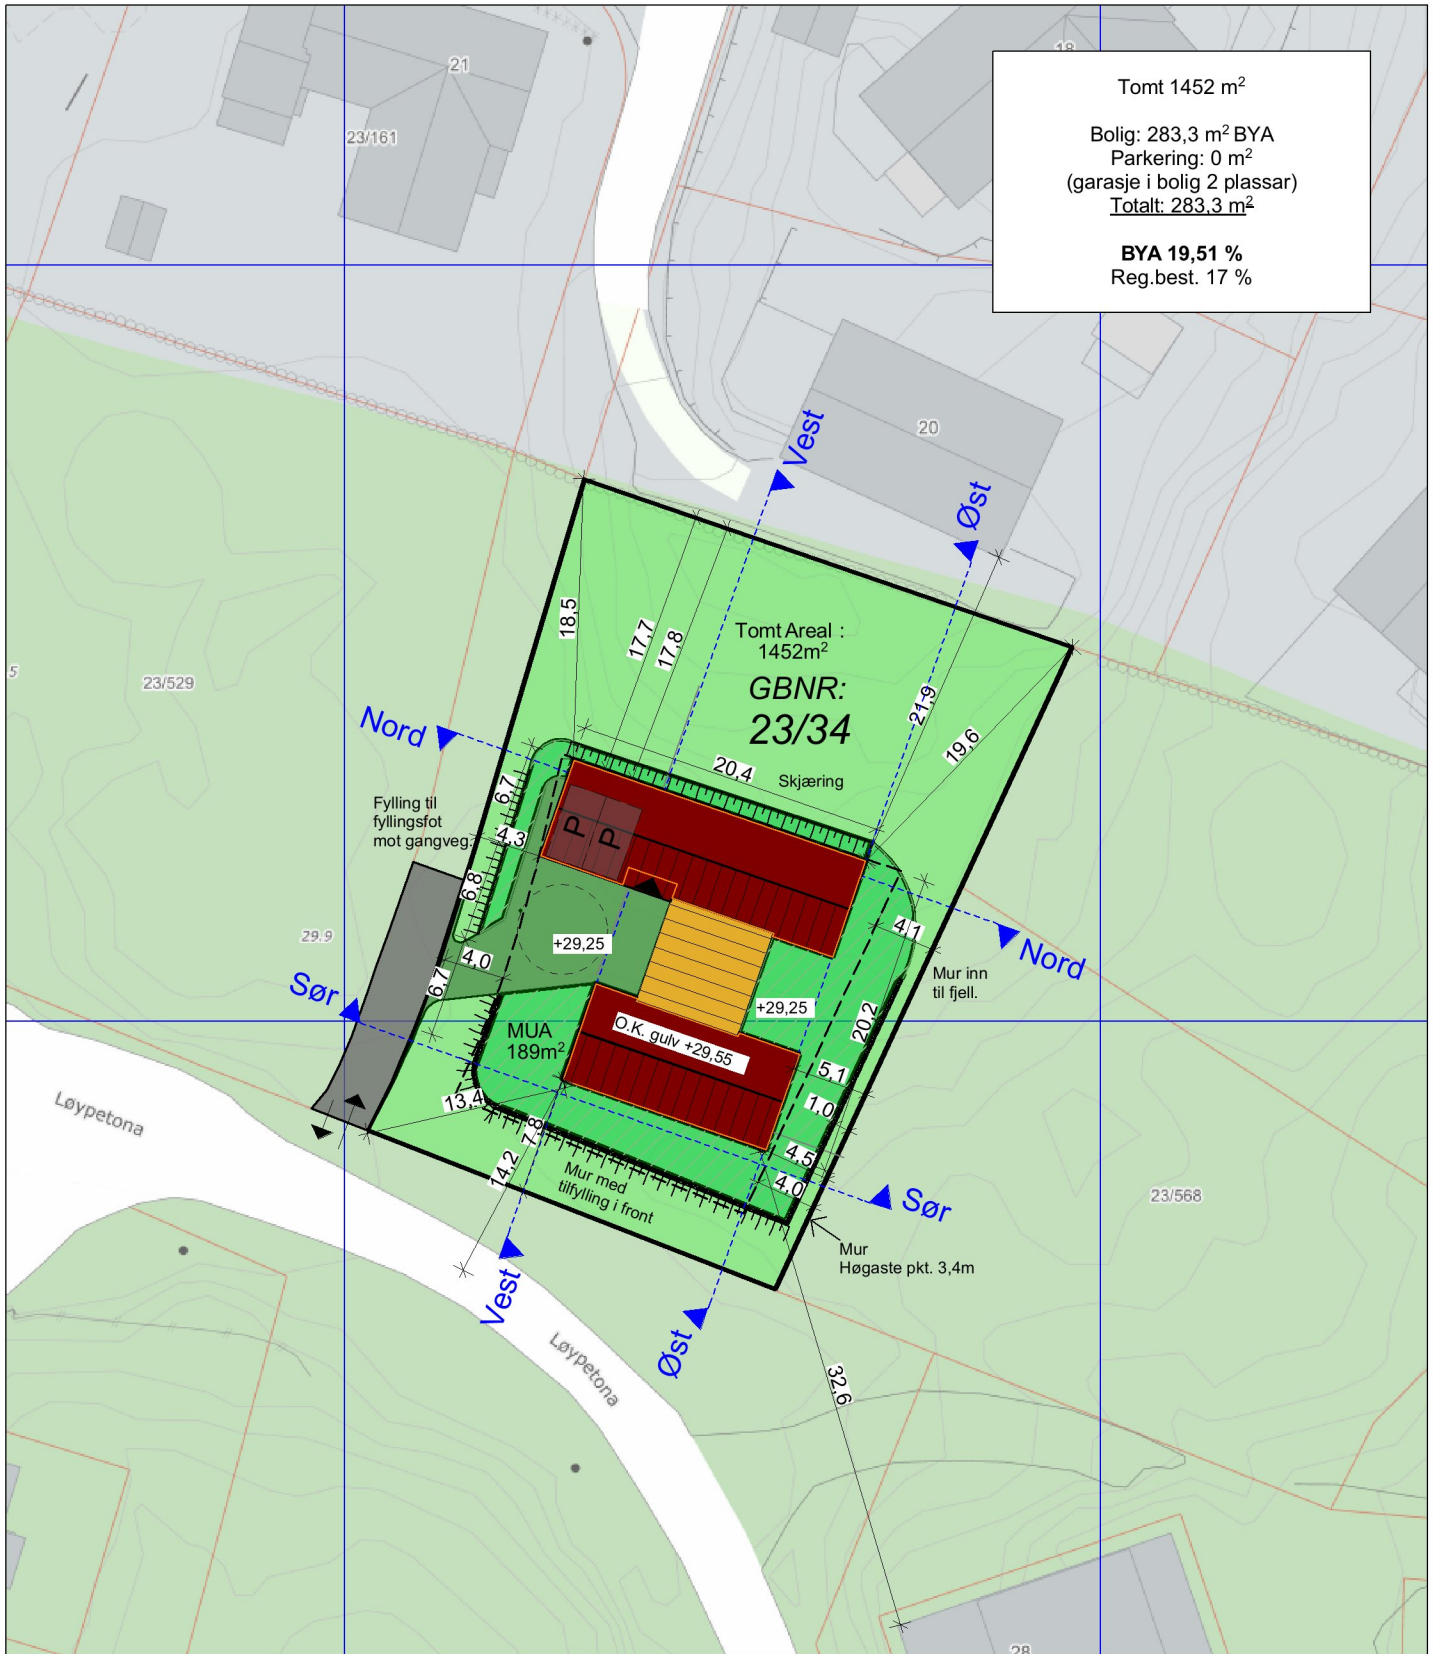 21
18
Tomt 1452 m²
23/161
Bolig: 283,3 m² BYA
Parkering: 0 m²
(garasje i bolig 2 plassar)
Totalt: 283,3 m²
BYA 19,51 %
Reg.best. 17 %
20
Vest
Øst
18,5
17,7
17,8
Tomt Areal :
1452m²
GBNR:
23/34
5
23/529
21,9
19,6
Nord
20,4
Skjæring
6,7
Fylling til
fyllingsfot
mot gangveg.
4,3
P
P
6,8
29.9
+29,25
4,1
Nord
4,0
6,7
Sør
Mur inn
til fjell.
+29,25
20,2
MUA
189m²
O.K. gulv +29,55
5,1
1,0
Løypetona
13,4
7,8
14,2
4,5
4,0
Mur med
tilfylling i front
Sør
23/568
Mur
Høgaste pkt. 3,4m
Vest
Øst
Løypetona
32,6
28